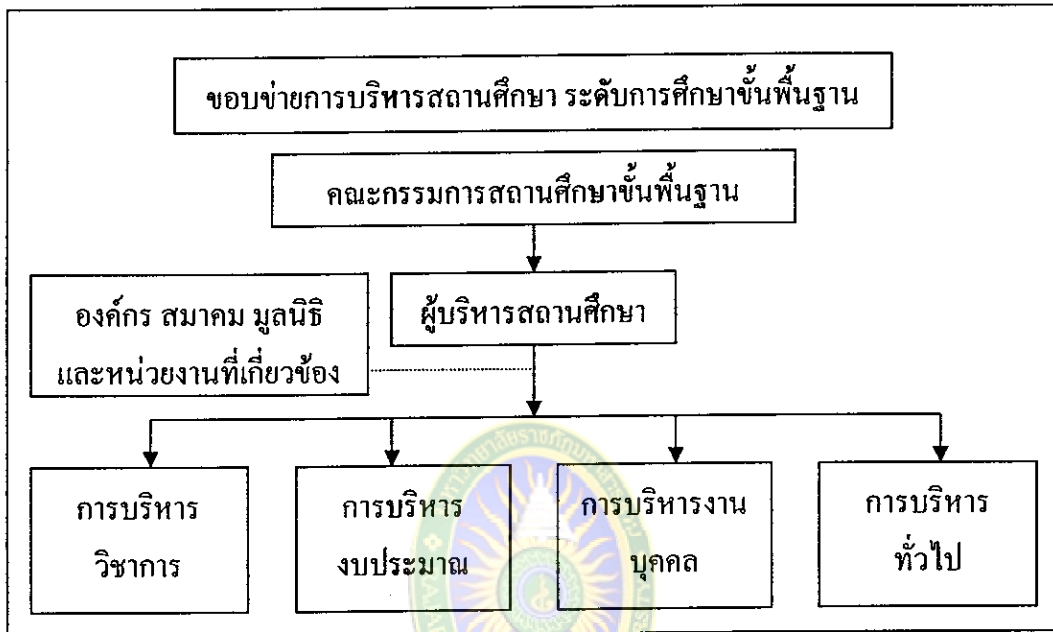 ขอบข่ายการบริหารสถานศึกษา ระดับการศึกษาขั้นพื้นฐาน
คณะกรรมการสถานศึกษาขั้นพื้นฐาน
องค์กร สมาคม มูลนิธิ
และหน่วยงานที่เกี่ยวข้อง
ผู้บริหารสถานศึกษา
การบริหาร
วิชาการ
การบริหาร
งบประมาณ
การบริหารงาน
บุคคล
การบริหาร
ทั่วไป